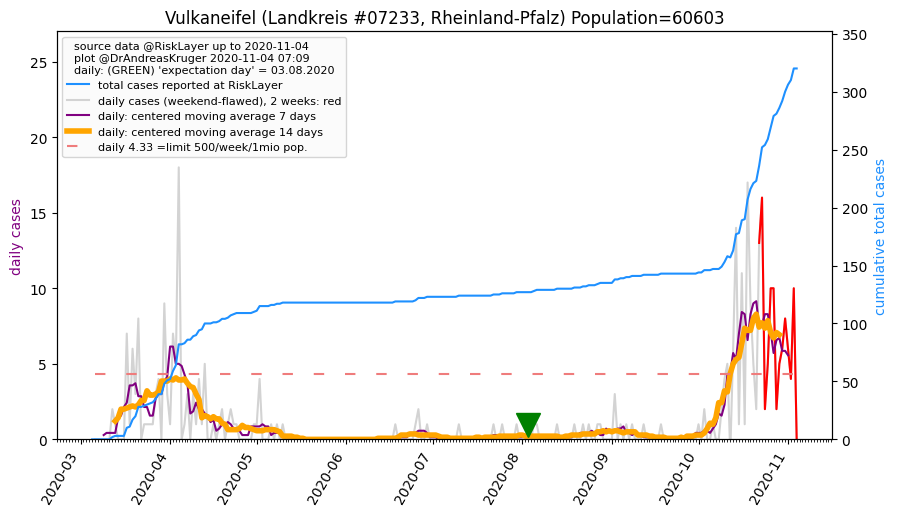 Vulkaneifel (Landkreis #07233, Rheinland-Pfalz) Population=60603
source data @RiskLayer up to 2020-11-04
plot @DrAndreasKruger 2020-11-04 07:09
daily: (GREEN) 'expectation day' = 03.08.2020
total cases reported at RiskLayer
daily cases (weekend-flawed), 2 weeks: red
daily: centered moving average 7 days
daily: centered moving average 14 days
daily 4.33 =limit 500/week/1mio pop.
daily cases
25
20
15
10
5
0
cumulative total cases
350
300
250
200
150
100
50
0
2020-03
2020-04
2020-05
2020-06
2020-07
2020-08
2020-09
2020-10
2020-11